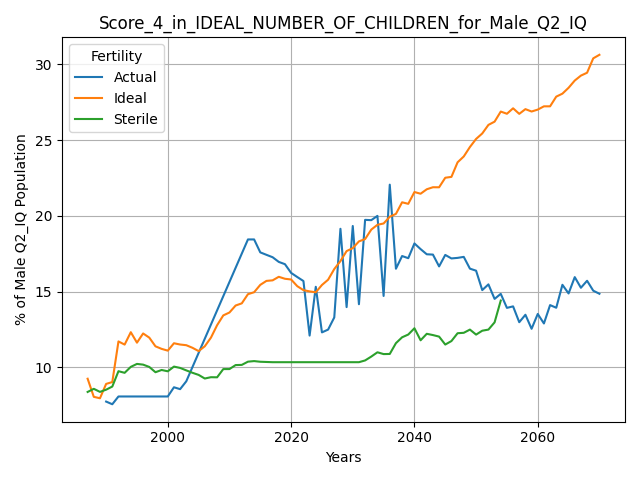 Score_4_in_IDEAL_NUMBER_OF_CHILDREN_for_Male_Q2_IQ
Fertility
Actual
Ideal
Sterile
% of Male Q2_IQ Population
30
25
20
15
10
2000 2020 2040 2060
Years